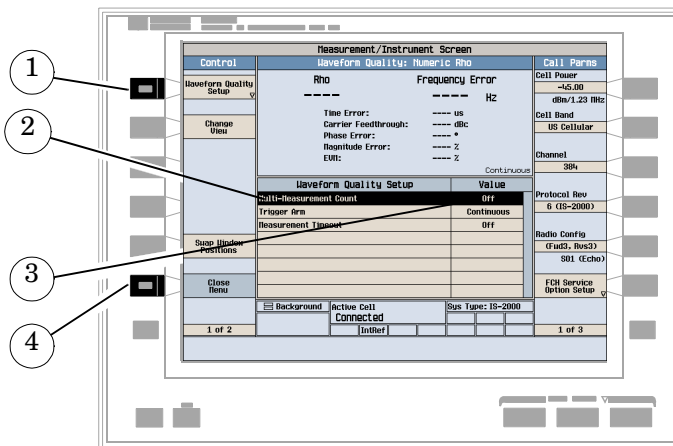 Measurement/Instrument Screen
Control
Waveform Quality: Numeric Rho
Call Parms
1
Waveform Quality
Setup
Change
View
2
Swap Window
Positions
3
Close
Menu
4
1 of 2
Rho
Frequency Error
----
---- Hz
Time Error: ---- us
Carrier Feedthrough: ---- dBc
Phase Error: ---- °
Magnitude Error: ---- %
EVM: ---- %
Continuous
Waveform Quality Setup
Value
Multi-Measurement Count
Off
Trigger Arm
Continuous
Measurement Timeout
Off
Background
Active Cell
Connected
Sys Type: IS-2000
IntRef
Cell Power
-45.00
dBm/1.23 MHz
Cell Band
US Cellular
Channel
384
Protocol Rev
6 (IS-2000)
Radio Config
(Fwd3, Rvs3)
SO1 (Echo)
FCH Service
Option Setup
1 of 3